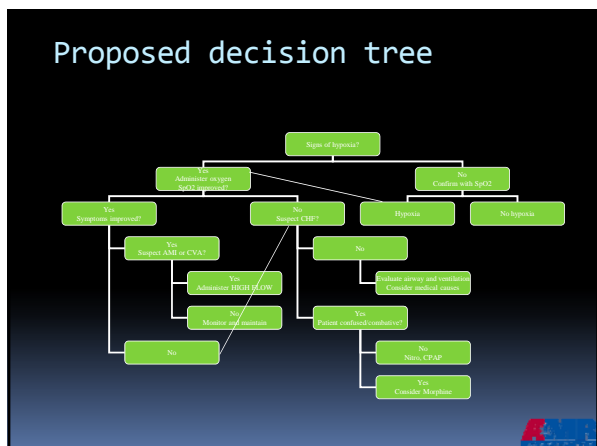 Proposed decision tree
Signs of hypoxia?
Yes
Administer oxygen
SpO2 improved?
No
Confirm with SpO2
Yes
Symptoms improved?
No
Suspect CHF?
Hypoxia
No hypoxia
Yes
Suspect AMI or CVA?
No
Yes
Administer HIGH FLOW
Evaluate airway and ventilation
Consider medical causes
No
Monitor and maintain
Yes
Patient confused/combative?
No
No
Nitro, CPAP
Yes
Consider Morphine
AMR